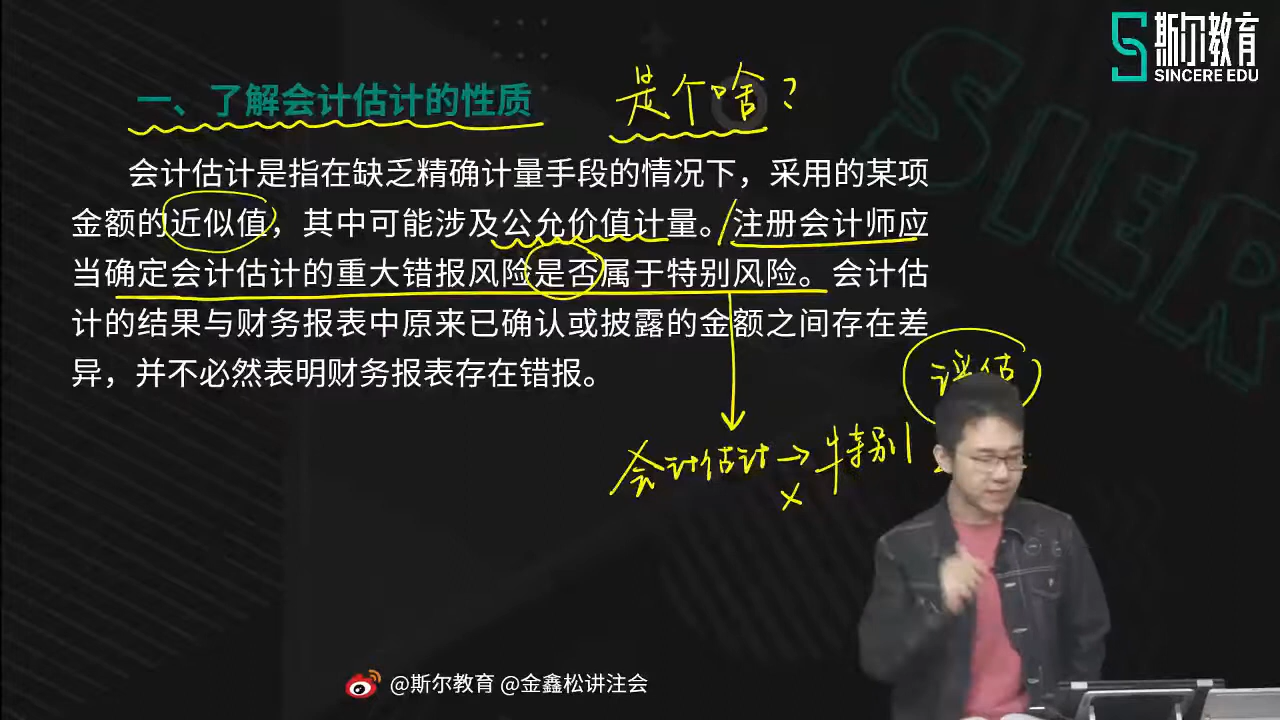 斯尔教育
SINCERE EDU
一、了解会计估计的性质
是个啥？
会计估计是指在缺乏精确计量手段的情况下，采用的某项
金额的近似值，其中可能涉及公允价值计量。注册会计师应
当确定会计估计的重大错报风险是否属于特别风险。会计估
计的结果与财务报表中原来已确认或披露的金额之间存在差
异，并不必然表明财务报表存在错报。
评估
会计估计→特别
×
@斯尔教育 @金鑫松讲注会